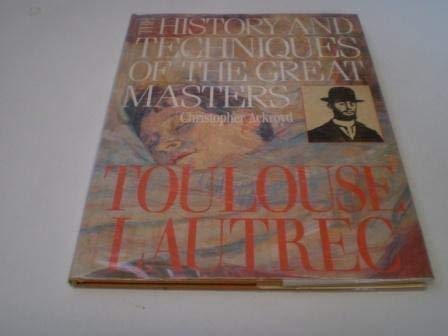 THE HISTORY AND
TECHNIQUES
OF THE GREAT
MASTERS
Christopher Ackroyd
TOULOUSE
LAUTREC